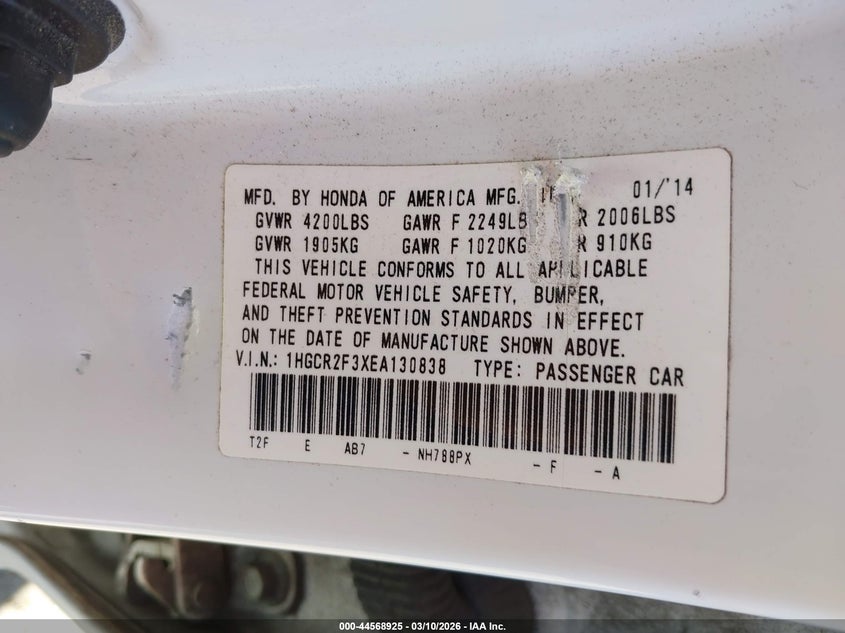 MFD. BY HONDA OF AMERICA MFG. 01/'14
GVWR 4200LBS GAWR F 2249LB R 2006LBS
GVWR 1905KG GAWR F 1020KG R 910KG
THIS VEHICLE CONFORMS TO ALL APPLICABLE
FEDERAL MOTOR VEHICLE SAFETY, BUMPER,
AND THEFT PREVENTION STANDARDS IN EFFECT
ON THE DATE OF MANUFACTURE SHOWN ABOVE.
V.I.N.: 1HGCR2F3XEA130838 TYPE: PASSENGER CAR
T2F E AB7 - NH788PX - F - A
000-44568925 - 03/10/2026 - IAA Inc.